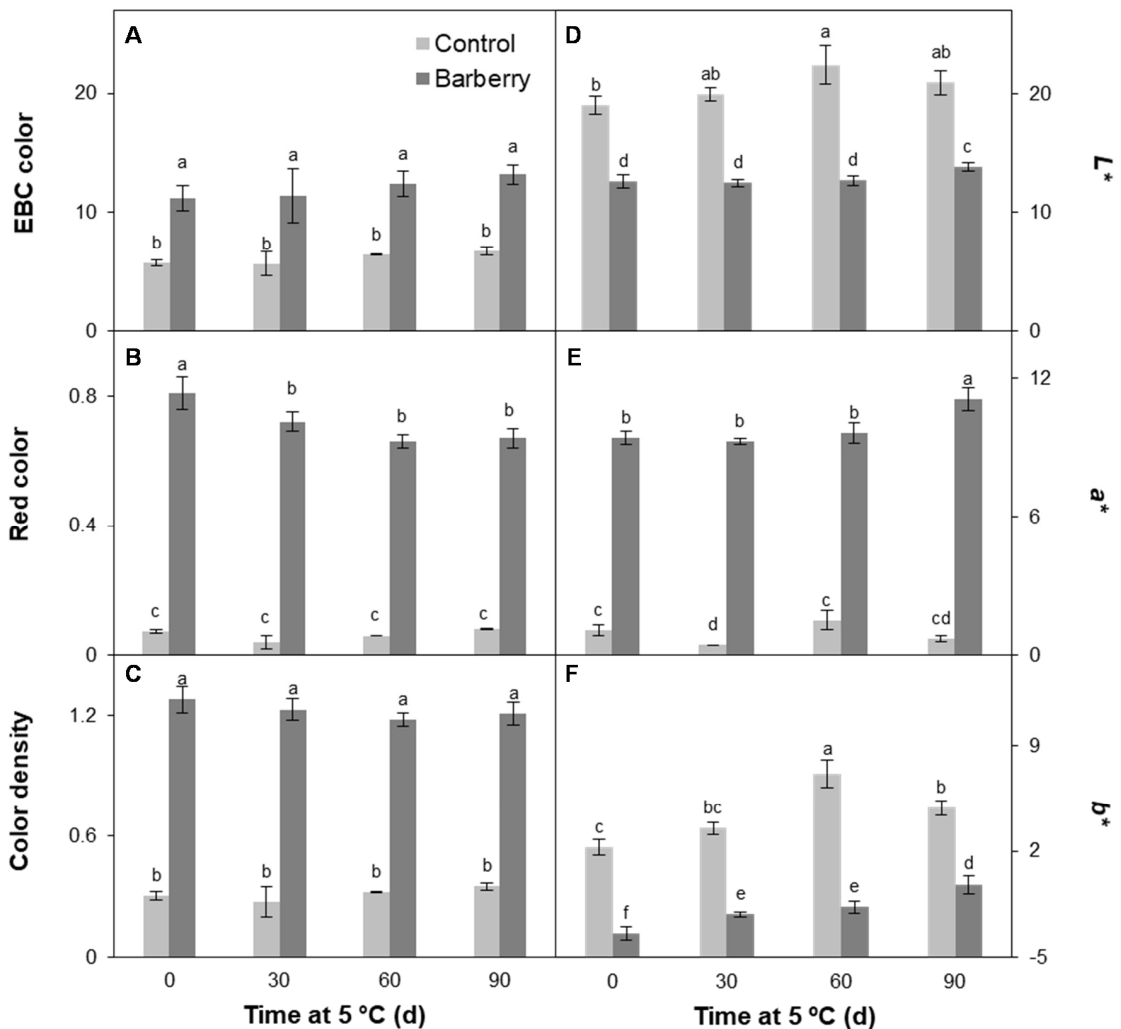 A
Control
Barberry
D
EBC color
20
10
0
a a a a
b b b b
b ab a ab
d d d c
20
10
0
L*
B
Red color
0.8
0.4
0
a b b b
c c c c
E
b b b a
c d c cd
12
6
0
a*
C
Color density
1.2
0.6
0
a a a a
b b b b
F
c bc a b
f e e d
9
2
-5
b*
0 30 60 90
0 30 60 90
Time at 5 ºC (d)
Time at 5 ºC (d)